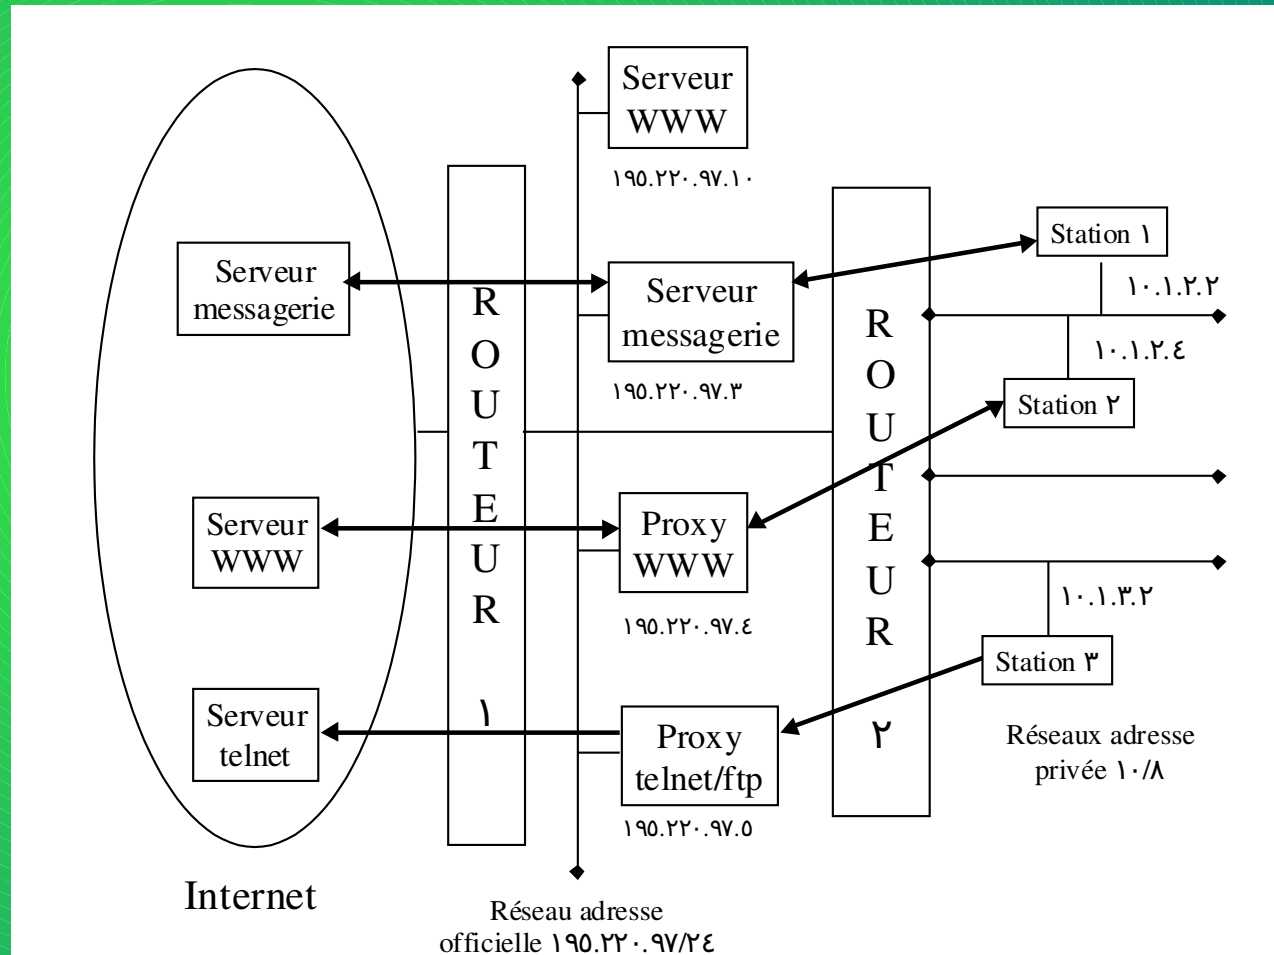 Serveur
WWW
١٩٥.٢٢٠.٩٧.١٠
Serveur
messagerie
R
O
U
T
E
U
R
١
Serveur
messagerie
١٩٥.٢٢٠.٩٧.٣
R
O
U
T
E
U
R
٢
Station ١
١٠.١.٢.٢
١٠.١.٢.٤
Station ٢
Serveur
WWW
Proxy
WWW
١٩٥.٢٢٠.٩٧.٤
١٠.١.٣.٢
Station ٣
Serveur
telnet
Proxy
telnet/ftp
١٩٥.٢٢٠.٩٧.٥
Réseaux adresse
privée ١٠/٨
Internet
Réseau adresse
officielle ١٩٥.٢٢٠.٩٧/٢٤